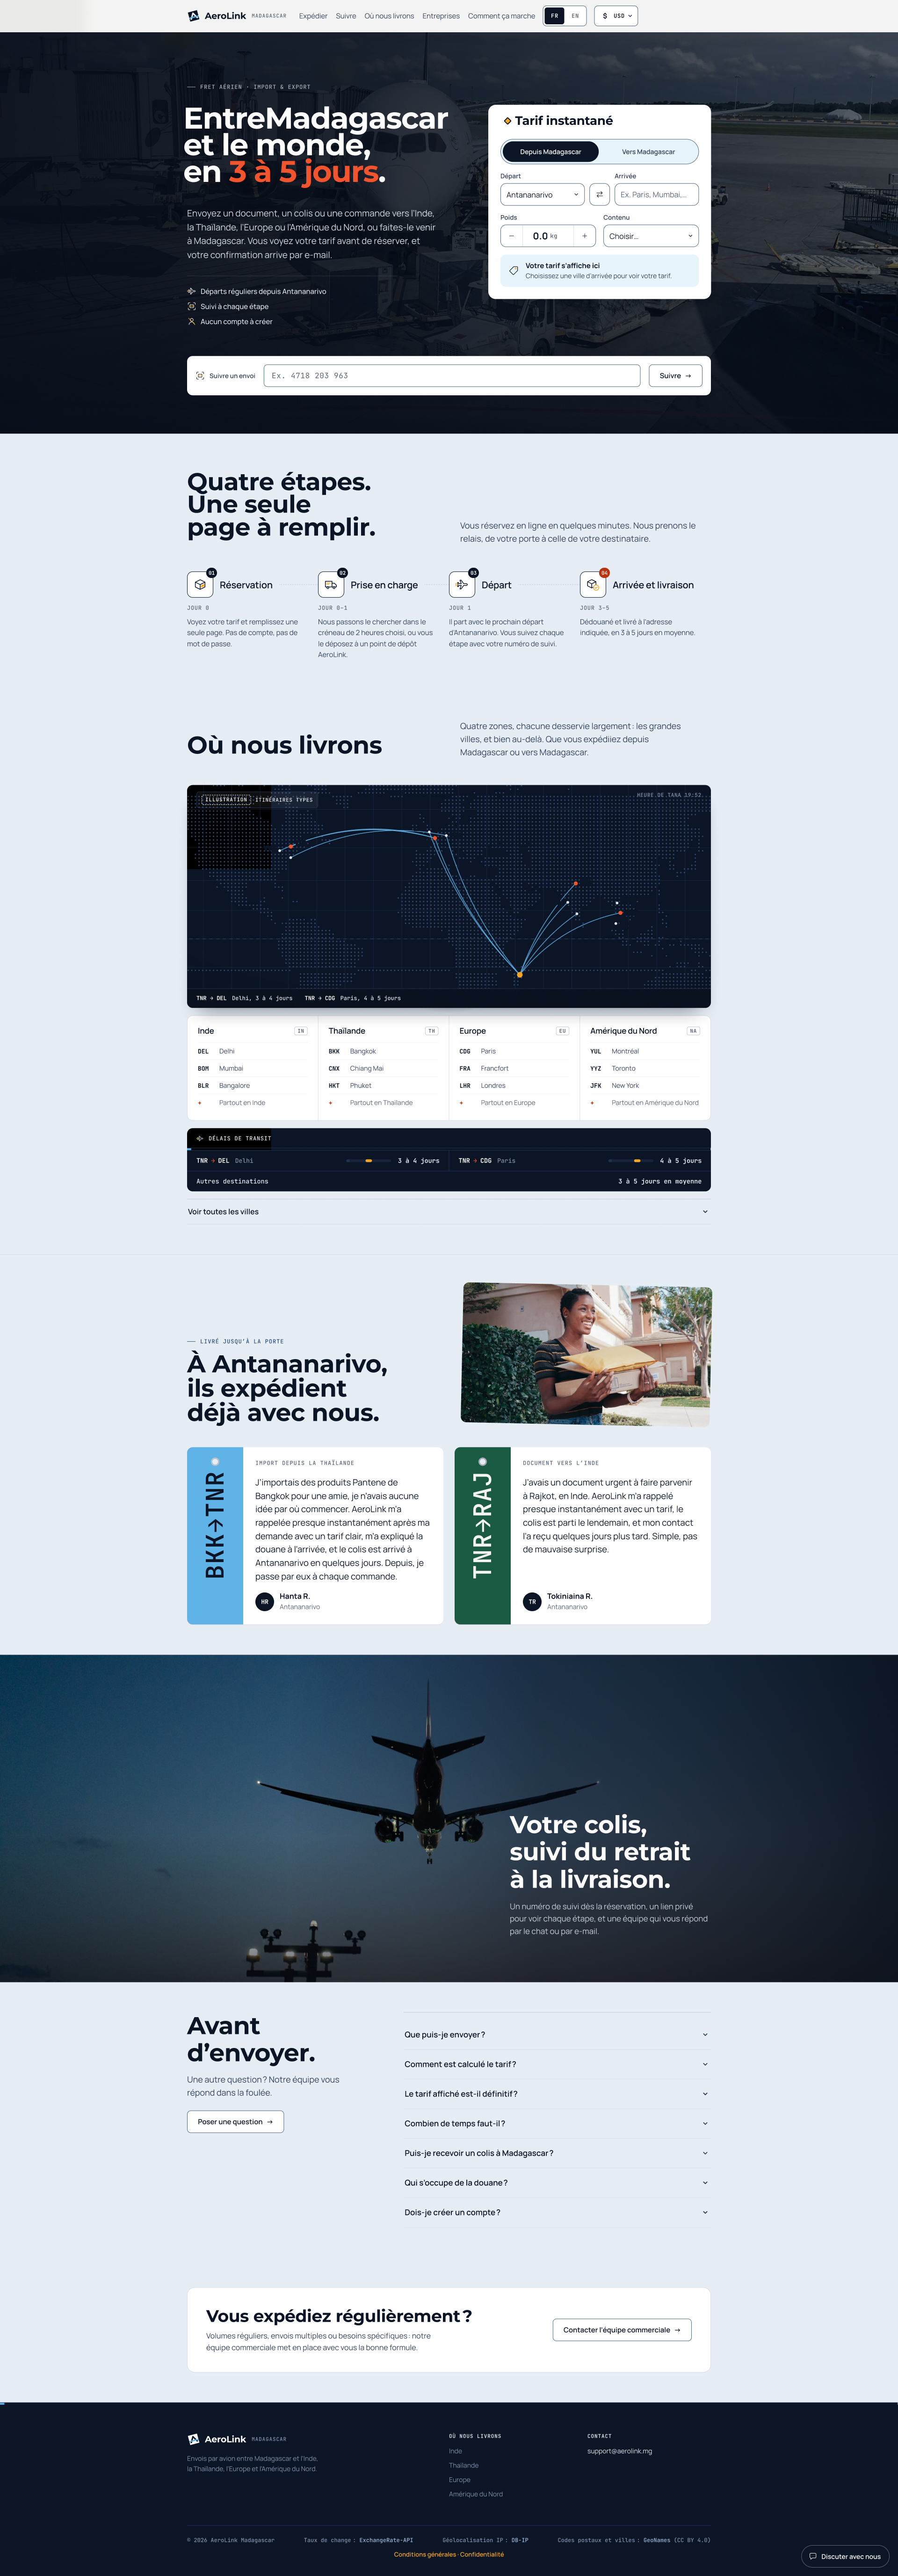 AeroLink MADAGASCAR Expédier Suivre Où nous livrons Entreprises Comment ça marche FR EN $ USD
FRET AÉRIEN · IMPORT & EXPORT
EntreMadagascar
et le monde,
en 3 à 5 jours.
Envoyez un document, un colis ou une commande vers l'Inde,
la Thaïlande, l'Europe ou l'Amérique du Nord, ou faites-le venir
à Madagascar. Vous voyez votre tarif avant de réserver, et
votre confirmation arrive par e-mail.
Départs réguliers depuis Antananarivo
Suivi à chaque étape
Aucun compte à créer
Tarif instantané
Depuis Madagascar Vers Madagascar
Départ Arrivée
Antananarivo Ex. Paris, Mumbai,…
Poids Contenu
− 0.0 kg + Choisir…
Votre tarif s'affiche ici
Choisissez une ville d'arrivée pour voir votre tarif.
Suivre un envoi Ex. 4718 203 963 Suivre →
Quatre étapes.
Une seule
page à remplir.
Vous réservez en ligne en quelques minutes. Nous prenons le
relais, de votre porte à celle de votre destinataire.
01 Réservation
JOUR 0
Voyez votre tarif et remplissez une
seule page. Pas de compte, pas de
mot de passe.
02 Prise en charge
JOUR 0–1
Nous passons le chercher dans le
créneau de 2 heures choisi, ou vous
le déposez à un point de dépôt
AeroLink.
03 Départ
JOUR 1
Il part avec le prochain départ
d'Antananarivo. Vous suivez chaque
étape avec votre numéro de suivi.
04 Arrivée et livraison
JOUR 3–5
Dédouané et livré à l'adresse
indiquée, en 3 à 5 jours en moyenne.
Où nous livrons
Quatre zones, chacune desservie largement : les grandes
villes, et bien au-delà. Que vous expédiiez depuis
Madagascar ou vers Madagascar.
ILLUSTRATION ITINÉRAIRES TYPES
HEURE DE TANA 19:52
TNR → DEL Delhi, 3 à 4 jours TNR → CDG Paris, 4 à 5 jours
Inde IN
DEL Delhi
BOM Mumbai
BLR Bangalore
+ Partout en Inde
Thaïlande TH
BKK Bangkok
CNX Chiang Mai
HKT Phuket
+ Partout en Thaïlande
Europe EU
CDG Paris
FRA Francfort
LHR Londres
+ Partout en Europe
Amérique du Nord NA
YUL Montréal
YYZ Toronto
JFK New York
+ Partout en Amérique du Nord
DÉLAIS DE TRANSIT
TNR → DEL Delhi 3 à 4 jours
TNR → CDG Paris 4 à 5 jours
Autres destinations 3 à 5 jours en moyenne
Voir toutes les villes
LIVRÉ JUSQU'À LA PORTE
À Antananarivo,
ils expédient
déjà avec nous.
BKK→TNR
IMPORT DEPUIS LA THAÏLANDE
J'importais des produits Pantene de
Bangkok pour une amie, je n'avais aucune
idée par où commencer. AeroLink m'a
rappelée presque instantanément après ma
demande avec un tarif clair, m'a expliqué la
douane à l'arrivée, et le colis est arrivé à
Antananarivo en quelques jours. Depuis, je
passe par eux à chaque commande.
HR Hanta R.
Antananarivo
TNR→RAJ
DOCUMENT VERS L'INDE
J'avais un document urgent à faire parvenir
à Rajkot, en Inde. AeroLink m'a rappelé
presque instantanément avec un tarif, le
colis est parti le lendemain, et mon contact
l'a reçu quelques jours plus tard. Simple, pas
de mauvaise surprise.
TR Tokiniaina R.
Antananarivo
Votre colis,
suivi du retrait
à la livraison.
Un numéro de suivi dès la réservation, un lien privé
pour voir chaque étape, et une équipe qui vous répond
par le chat ou par e-mail.
Avant
d'envoyer.
Une autre question ? Notre équipe vous
répond dans la foulée.
Poser une question →
Que puis-je envoyer ?
Comment est calculé le tarif ?
Le tarif affiché est-il définitif ?
Combien de temps faut-il ?
Puis-je recevoir un colis à Madagascar ?
Qui s'occupe de la douane ?
Dois-je créer un compte ?
Vous expédiez régulièrement ?
Volumes réguliers, envois multiples ou besoins spécifiques : notre
équipe commerciale met en place avec vous la bonne formule.
Contacter l'équipe commerciale →
AeroLink MADAGASCAR
Envois par avion entre Madagascar et l'Inde,
la Thaïlande, l'Europe et l'Amérique du Nord.
OÙ NOUS LIVRONS
Inde
Thaïlande
Europe
Amérique du Nord
CONTACT
support@aerolink.mg
© 2026 AeroLink Madagascar Taux de change : ExchangeRate-API Géolocalisation IP : DB-IP Codes postaux et villes : GeoNames (CC BY 4.0)
Conditions générales · Confidentialité
Discuter avec nous